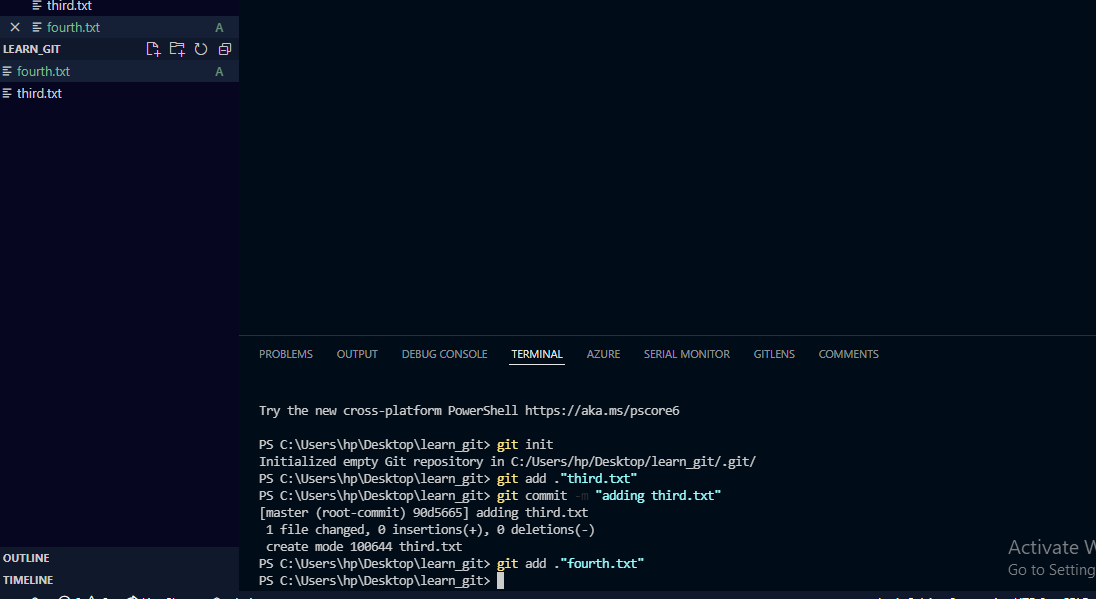 third.txt
fourth.txt A
LEARN_GIT
fourth.txt A
third.txt
PROBLEMS OUTPUT DEBUG CONSOLE TERMINAL AZURE SERIAL MONITOR GITLENS COMMENTS
Try the new cross-platform PowerShell https://aka.ms/pscore6
PS C:\Users\hp\Desktop\learn_git> git init
Initialized empty Git repository in C:/Users/hp/Desktop/learn_git/.git/
PS C:\Users\hp\Desktop\learn_git> git add ."third.txt"
PS C:\Users\hp\Desktop\learn_git> git commit -m "adding third.txt"
[master (root-commit) 90d5665] adding third.txt
1 file changed, 0 insertions(+), 0 deletions(-)
create mode 100644 third.txt
PS C:\Users\hp\Desktop\learn_git> git add ."fourth.txt"
PS C:\Users\hp\Desktop\learn_git>
OUTLINE
TIMELINE
Activate W
Go to Setting